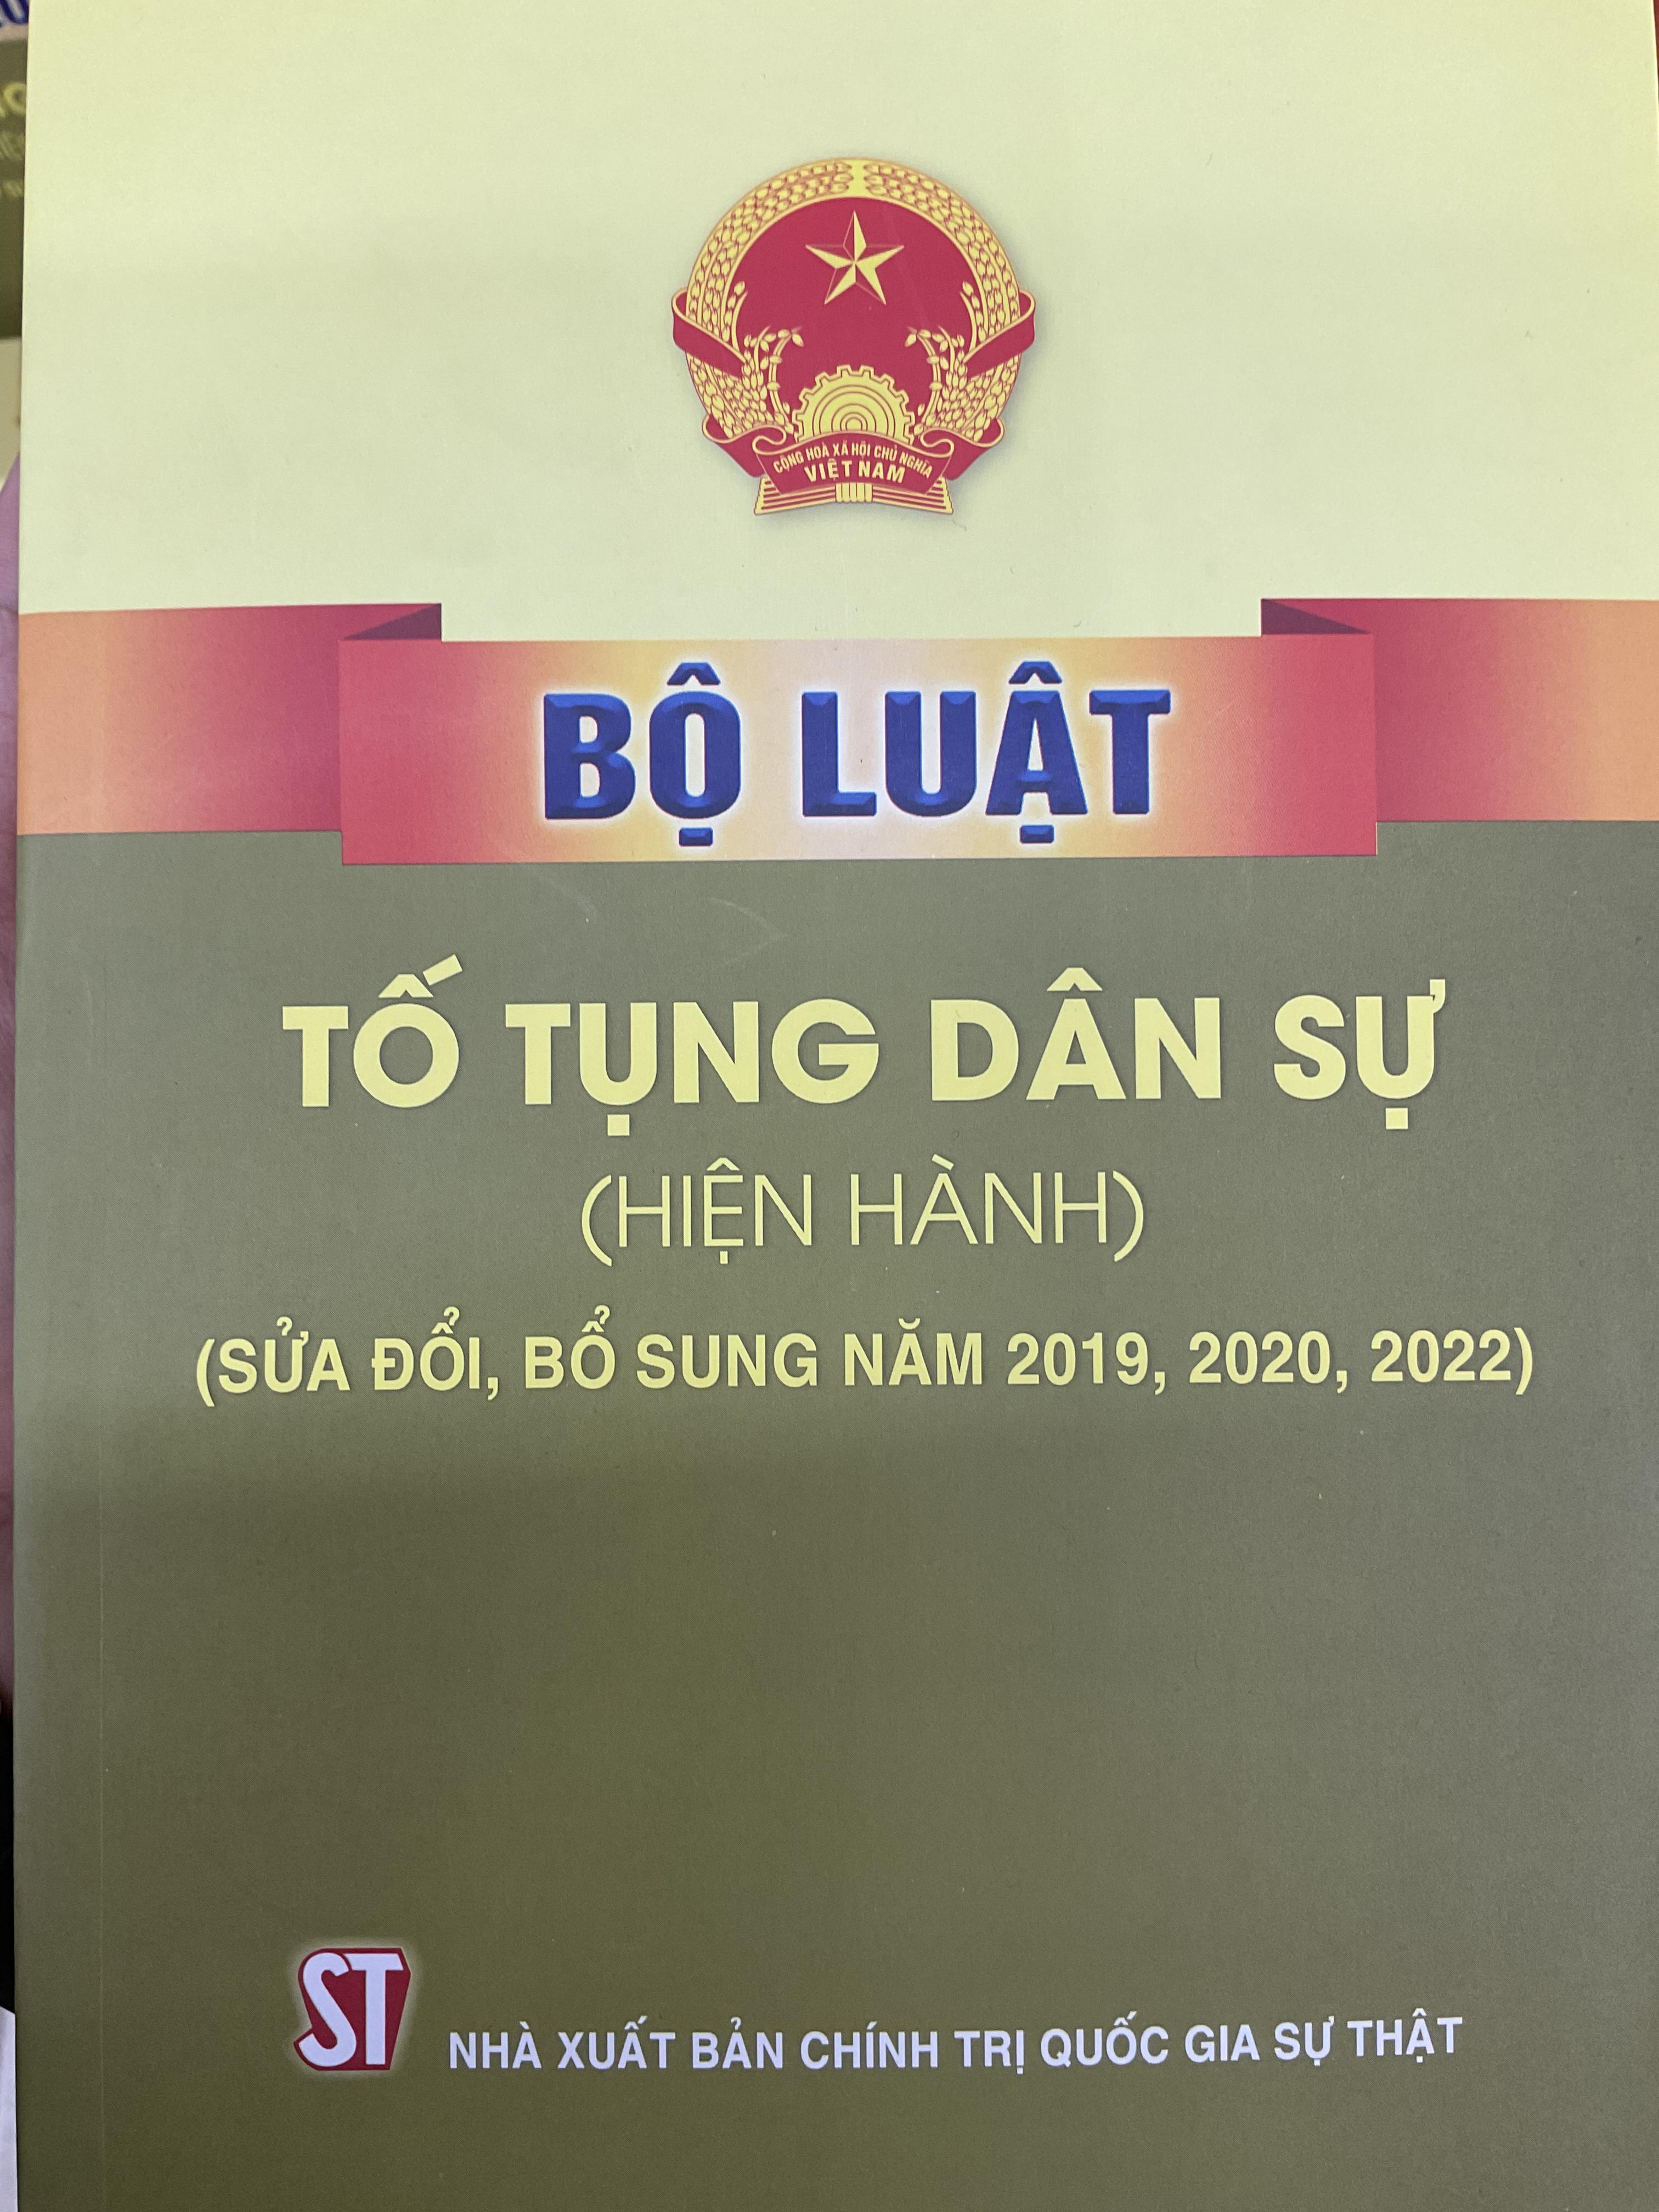 CỘNG HOÀ XÃ HỘI CHỦ NGHĨA
VIỆT NAM
BỘ LUẬT
TỐ TỤNG DÂN SỰ
(HIỆN HÀNH)
(SỬA ĐỔI, BỔ SUNG NĂM 2019, 2020, 2022)
ST
NHÀ XUẤT BẢN CHÍNH TRỊ QUỐC GIA SỰ THẬT